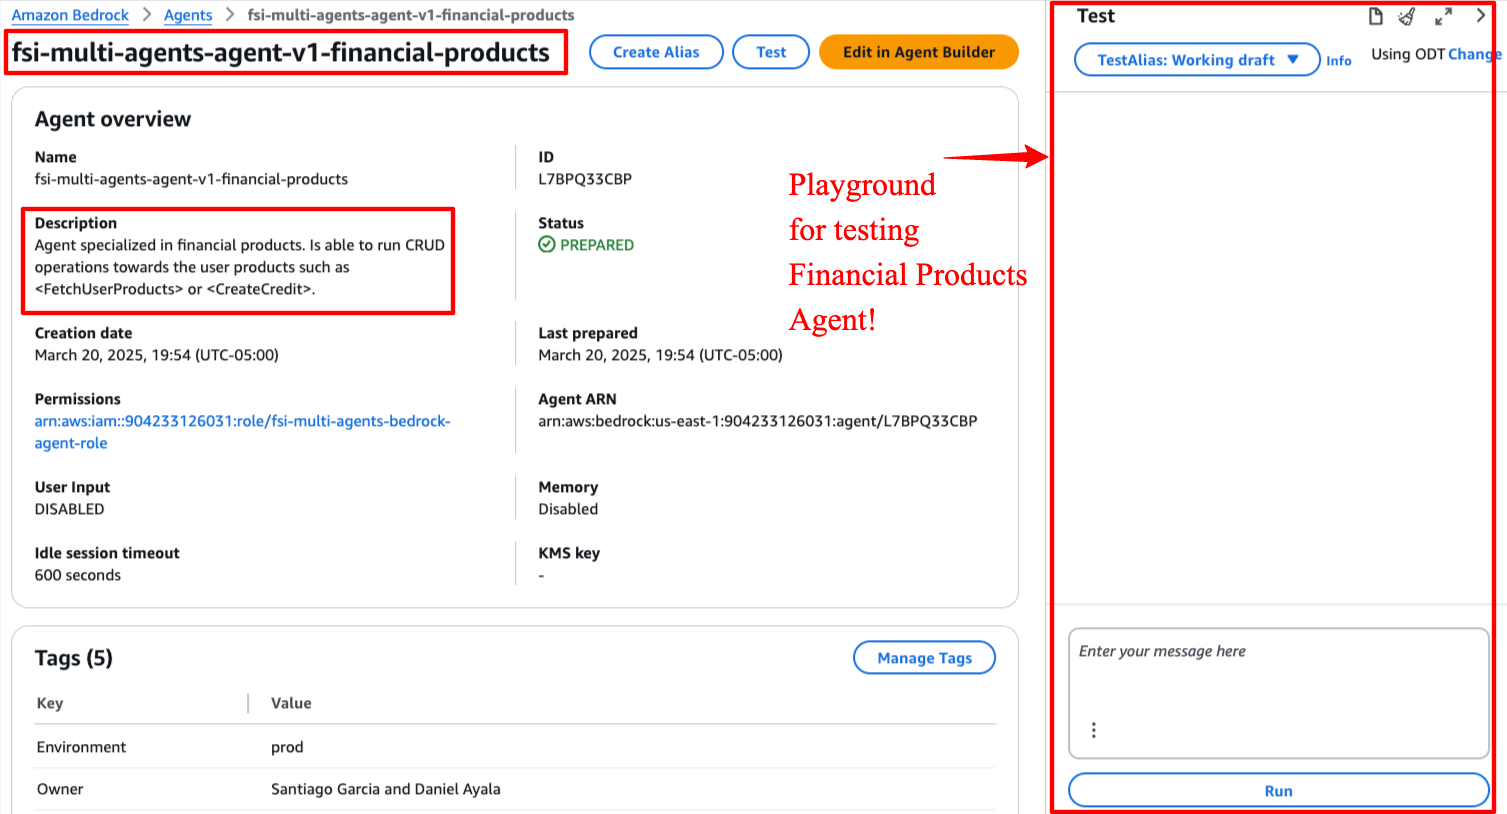 Amazon Bedrock > Agents > fsi-multi-agents-agent-v1-financial-products
fsi-multi-agents-agent-v1-financial-products
Create Alias
Test
Edit in Agent Builder
Agent overview
Name
fsi-multi-agents-agent-v1-financial-products
ID
L7BPQ33CBP
Description
Agent specialized in financial products. Is able to run CRUD
operations towards the user products such as
<FetchUserProducts> or <CreateCredit>.
Status
PREPARED
Creation date
March 20, 2025, 19:54 (UTC-05:00)
Last prepared
March 20, 2025, 19:54 (UTC-05:00)
Permissions
arn:aws:iam::904233126031:role/fsi-multi-agents-bedrock-
agent-role
Agent ARN
arn:aws:bedrock:us-east-1:904233126031:agent/L7BPQ33CBP
User Input
DISABLED
Memory
Disabled
Idle session timeout
600 seconds
KMS key
-
Tags (5)
Manage Tags
Key
Value
Environment
prod
Owner
Santiago Garcia and Daniel Ayala
Playground
for testing
Financial Products
Agent!
Test
TestAlias: Working draft
Info
Using ODT Change
Enter your message here
Run